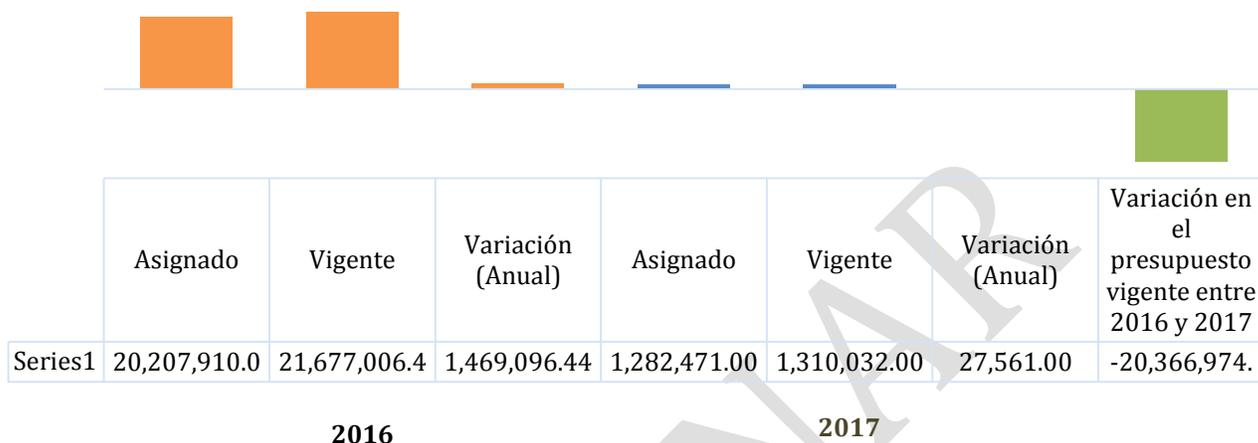 Asignado
Vigente
Variación
(Anual)
Asignado
Vigente
Variación
(Anual)
Variación en
el
presupuesto
vigente entre
2016 y 2017
Series1 20,207,910.0 21,677,006.4 1,469,096.44 1,282,471.00 1,310,032.00 27,561.00 -20,366,974.
2016
2017
NAR